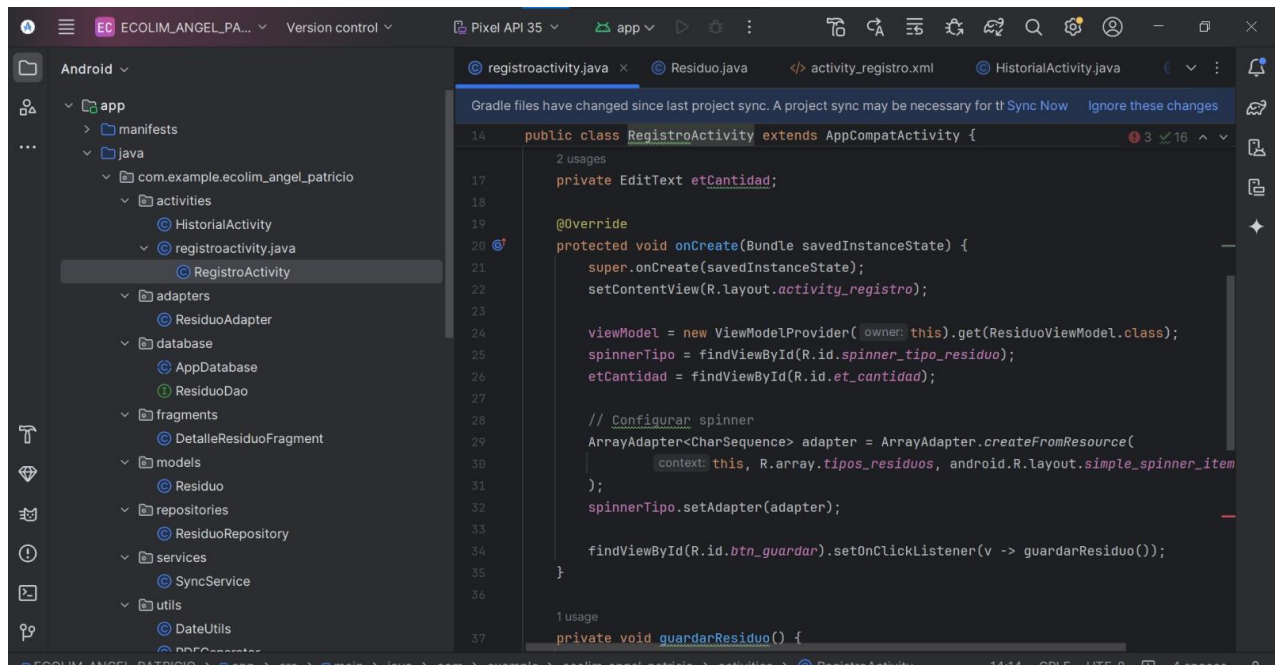 EC ECOLIM_ANGEL_PA... Version control Pixel API 35 app
Android
registroactivity.java Residuo.java activity_registro.xml HistorialActivity.java
Gradle files have changed since last project sync. A project sync may be necessary for th Sync Now Ignore these changes
app
manifests
java
com.example.ecolim_angel_patricio
activities
HistorialActivity
registroactivity.java
RegistroActivity
adapters
ResiduoAdapter
database
AppDatabase
ResiduoDao
fragments
DetalleResiduoFragment
models
Residuo
repositories
ResiduoRepository
services
SyncService
utils
DateUtils
14 public class RegistroActivity extends AppCompatActivity { 3 16
2 usages
17 private EditText etCantidad;
18
19 @Override
20 protected void onCreate(Bundle savedInstanceState) {
21 super.onCreate(savedInstanceState);
22 setContentView(R.layout.activity_registro);
23
24 viewModel = new ViewModelProvider( owner: this).get(ResiduoViewModel.class);
25 spinnerTipo = findViewById(R.id.spinner_tipo_residuo);
26 etCantidad = findViewById(R.id.et_cantidad);
27
28 // Configurar spinner
29 ArrayAdapter<CharSequence> adapter = ArrayAdapter.createFromResource(
30 context: this, R.array.tipos_residuos, android.R.layout.simple_spinner_item
31 );
32 spinnerTipo.setAdapter(adapter);
33
34 findViewById(R.id.btn_guardar).setOnClickListener(v -> guardarResiduo());
35 }
36
1 usage
37 private void guardarResiduo() {